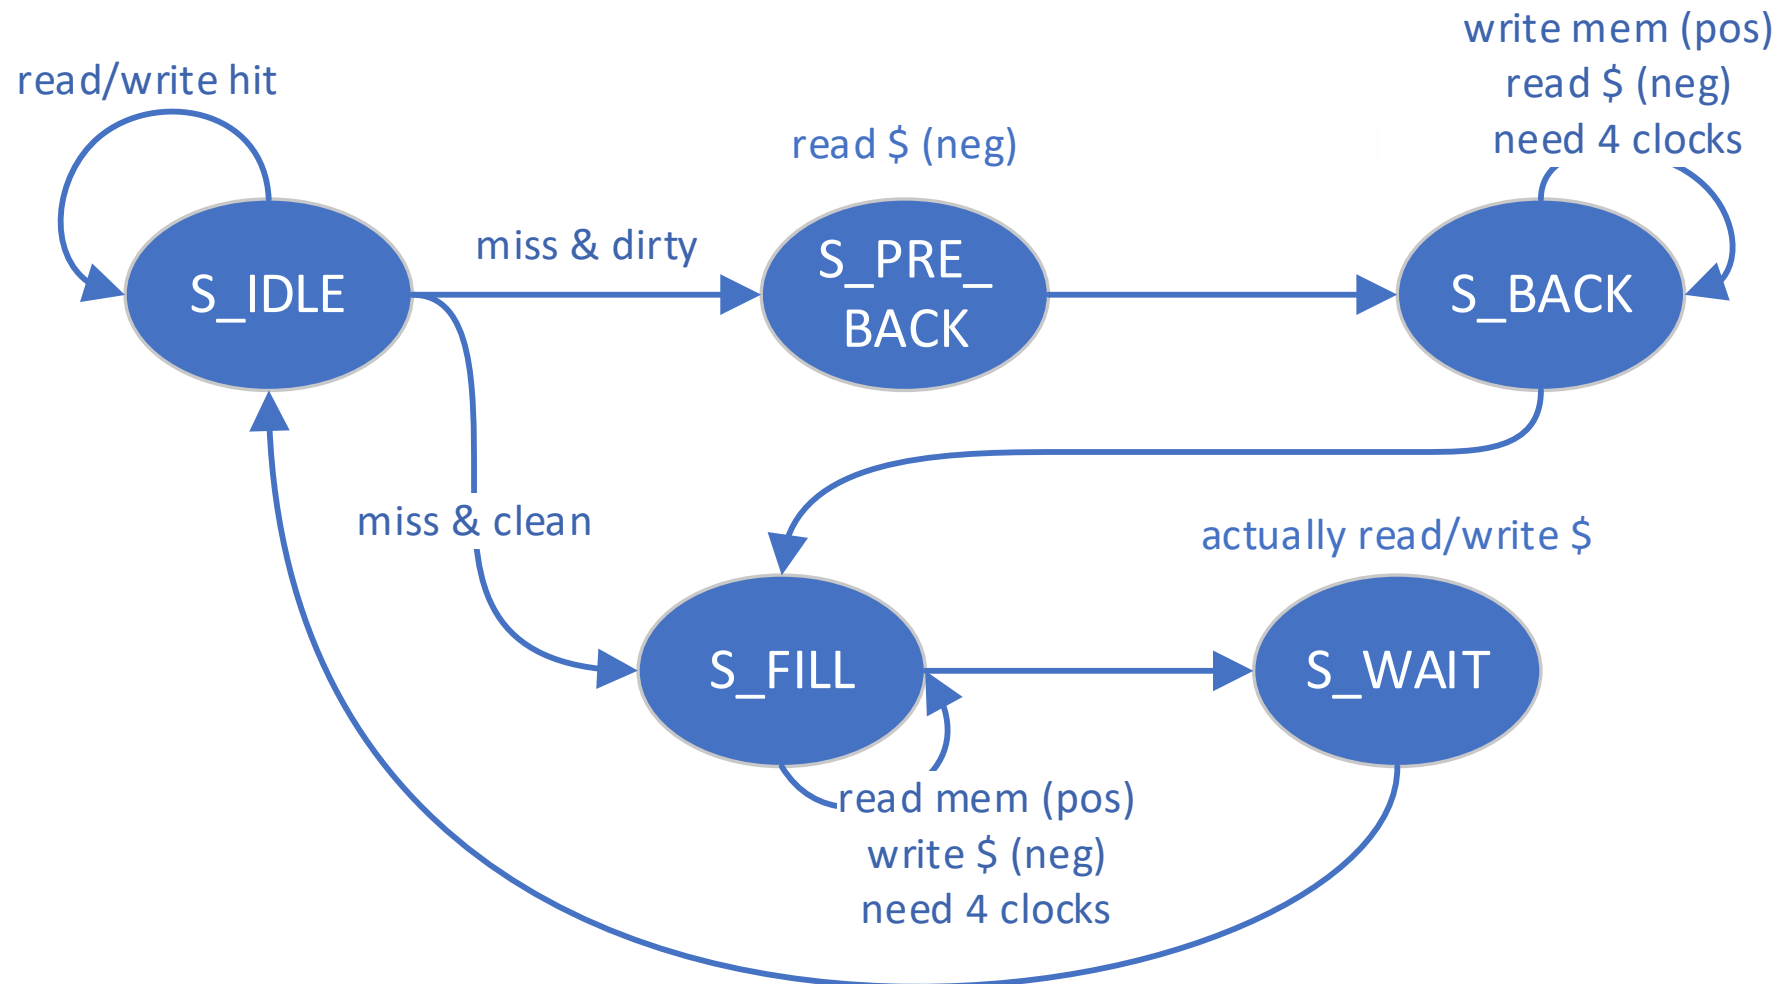 write mem (pos)
read $ (neg)
need 4 clocks
read/write hit
read $ (neg)
miss & dirty
S_IDLE
S_PRE_
BACK
S_BACK
miss & clean
actually read/write $
S_FILL
S_WAIT
read mem (pos)
write $ (neg)
need 4 clocks